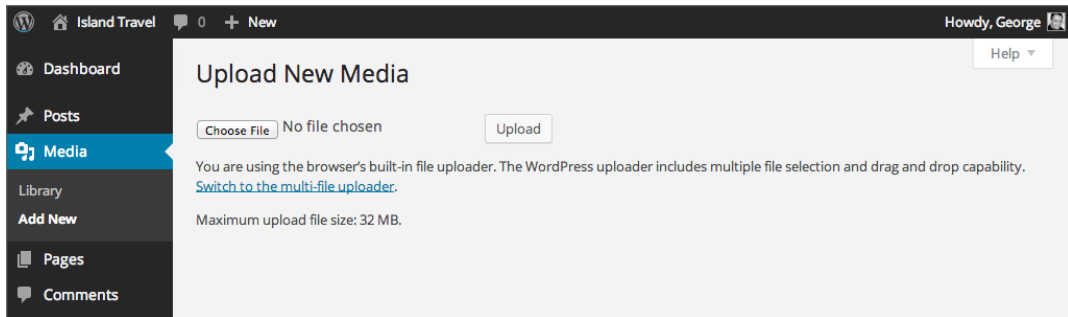 Island Travel 0 + New Howdy, George
Help
Dashboard
Upload New Media
Posts
Choose File No file chosen Upload
Media
You are using the browser's built-in file uploader. The WordPress uploader includes multiple file selection and drag and drop capability.
Switch to the multi-file uploader.
Library
Add New
Maximum upload file size: 32 MB.
Pages
Comments